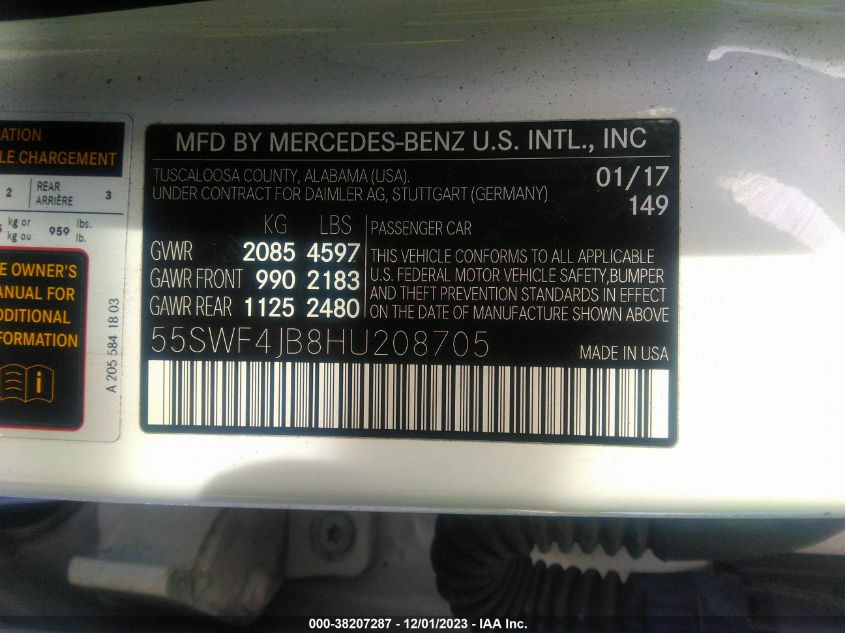 ATION
LE CHARGEMENT
2 REAR ARRIÈRE 3
kg or kg ou 959 lbs. lb.
E OWNER'S
ANUAL FOR
DDITIONAL
FORMATION
A 205 584 18 03
MFD BY MERCEDES-BENZ U.S. INTL., INC
TUSCALOOSA COUNTY, ALABAMA (USA). 01/17
UNDER CONTRACT FOR DAIMLER AG, STUTTGART (GERMANY) 149
KG LBS PASSENGER CAR
GVWR 2085 4597 THIS VEHICLE CONFORMS TO ALL APPLICABLE
GAWR FRONT 990 2183 U.S. FEDERAL MOTOR VEHICLE SAFETY,BUMPER
GAWR REAR 1125 2480 AND THEFT PREVENTION STANDARDS IN EFFECT
ON THE DATE OF MANUFACTURE SHOWN ABOVE
55SWF4JB8HU208705 MADE IN USA
000-38207287 - 12/01/2023 - IAA Inc.